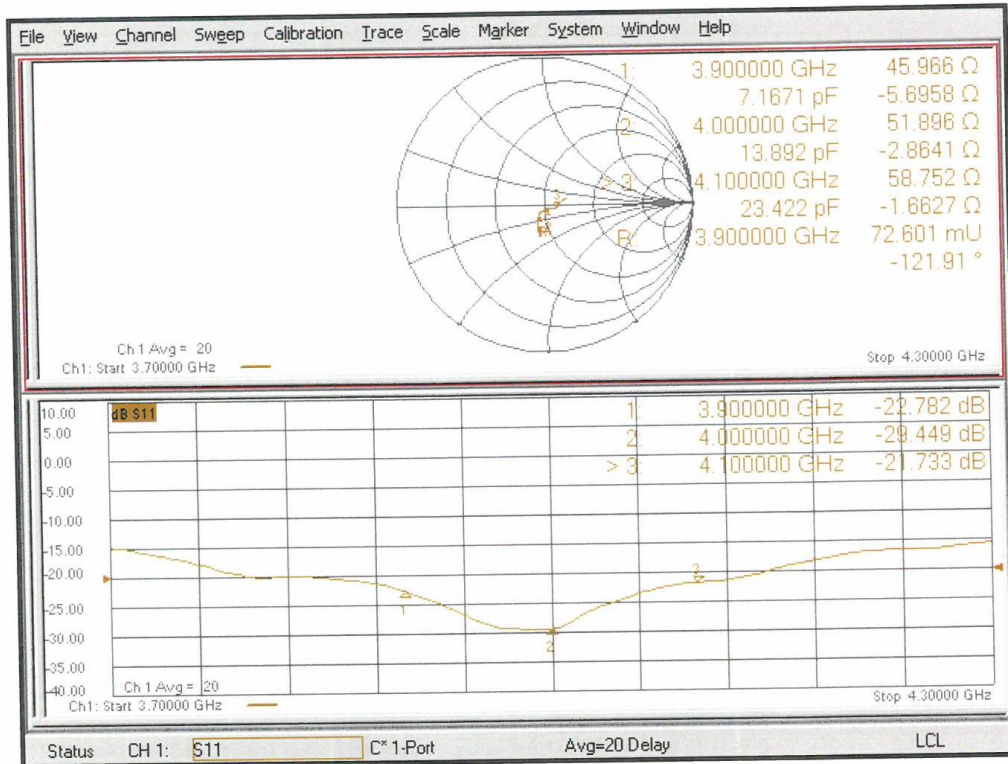 File View Channel Sweep Calibration Trace Scale Marker System Window Help
1: 3.900000 GHz 45.966 Ω
7.1671 pF -5.6958 Ω
2: 4.000000 GHz 51.896 Ω
13.892 pF -2.8641 Ω
> 3: 4.100000 GHz 58.752 Ω
23.422 pF -1.6627 Ω
R: 3.900000 GHz 72.601 mU
-121.91 °
Ch 1 Avg = 20
Ch1: Start 3.70000 GHz
Stop 4.30000 GHz
dB S11
10.00
5.00
0.00
-5.00
-10.00
-15.00
-20.00
-25.00
-30.00
-35.00
-40.00
1: 3.900000 GHz -22.782 dB
2: 4.000000 GHz -29.449 dB
> 3: 4.100000 GHz -21.733 dB
1
2
3
Ch 1 Avg = 20
Ch1: Start 3.70000 GHz
Stop 4.30000 GHz
Status CH 1: S11 C* 1-Port Avg=20 Delay LCL